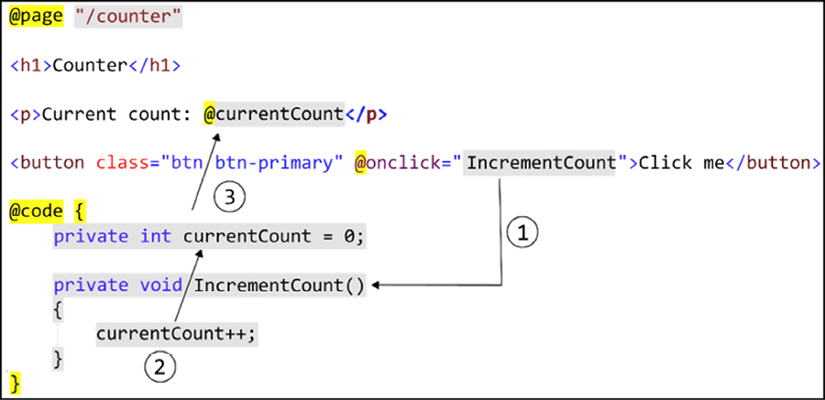 @page "/counter"
<h1>Counter</h1>
<p>Current count: @currentCount</p>
<button class="btn btn-primary" @onclick="IncrementCount">Click me</button>
3
@code {
1
private int currentCount = 0;
private void IncrementCount()
{
currentCount++;
}
2
}